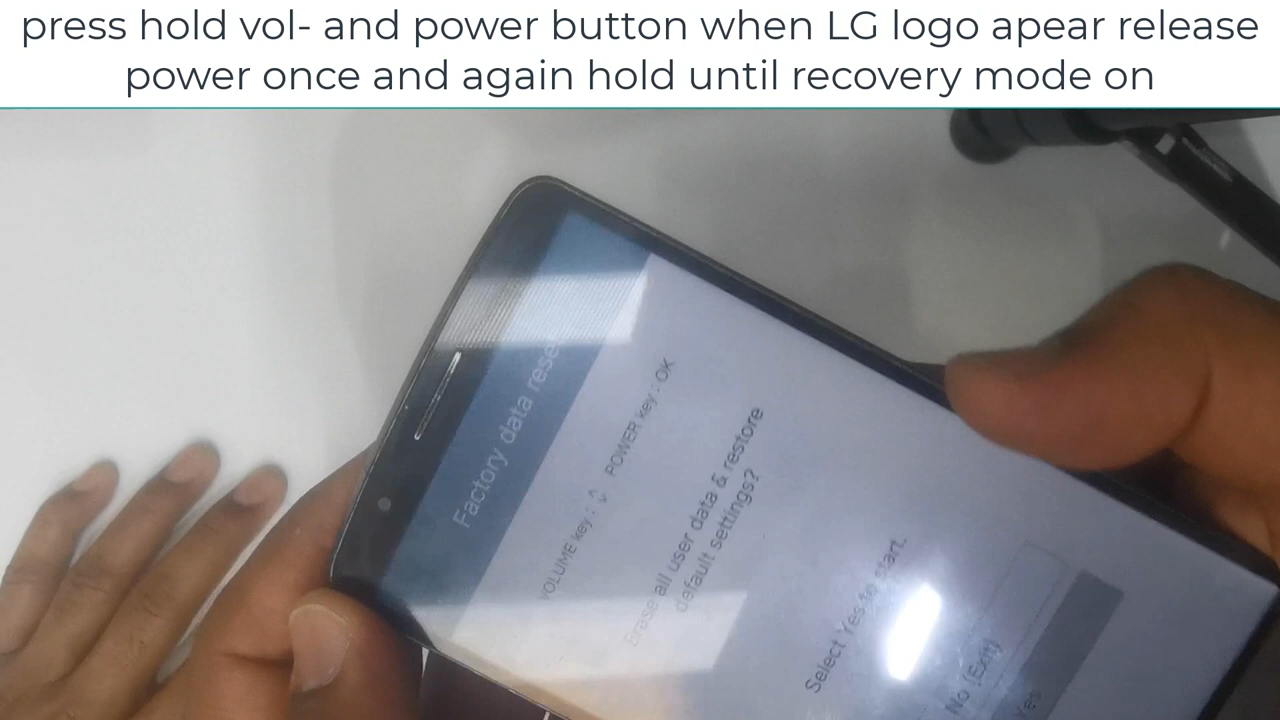 press hold vol- and power button when LG logo apear release
power once and again hold until recovery mode on
Factory data rese
VOLUME key : POWER key : OK
Erase all user data & restore
default settings?
Select Yes to start.
No (Exit)
Yes